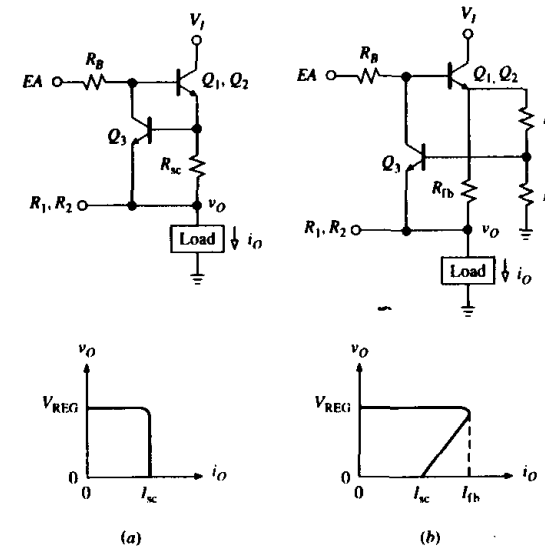 V_I
R_B
EA
Q_1, Q_2
Q_3
R_sc
R_1, R_2
v_O
Load
i_O
v_O
V_REG
0
0
I_sc
i_O
(a)
V_I
R_B
EA
Q_1, Q_2
Q_3
R_fb
R_1, R_2
v_O
Load
i_O
v_O
V_REG
0
0
I_sc
I_fb
i_O
(b)